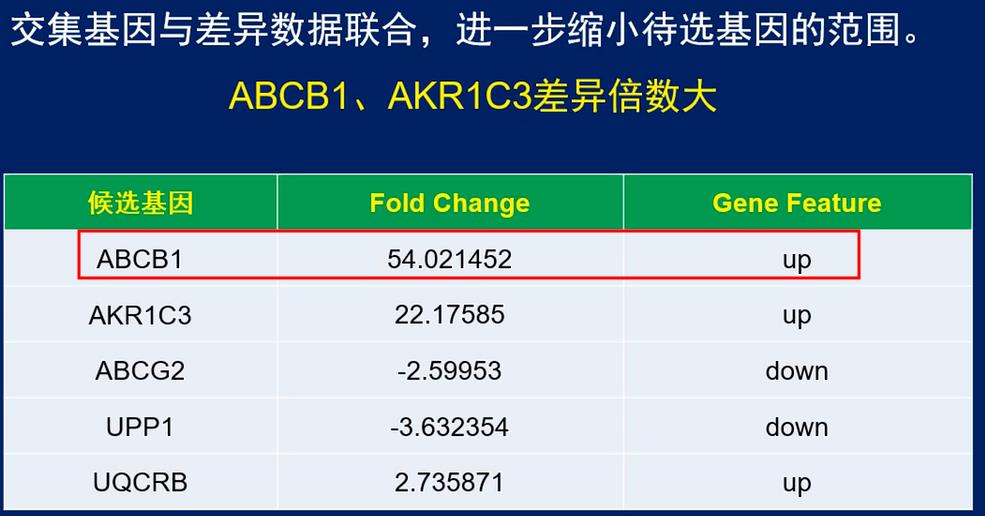 交集基因与差异数据联合，进一步缩小待选基因的范围。
ABCB1、AKR1C3差异倍数大
候选基因 Fold Change Gene Feature
ABCB1 54.021452 up
AKR1C3 22.17585 up
ABCG2 -2.59953 down
UPP1 -3.632354 down
UQCRB 2.735871 up